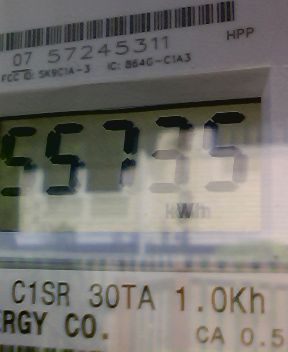 HPP
07 57245311
FCC ID: SK9C1A-3 IC: 864G-C1A3
55735
kWh
C1SR 30TA 1.0Kh
RGY CO. CA 0.5